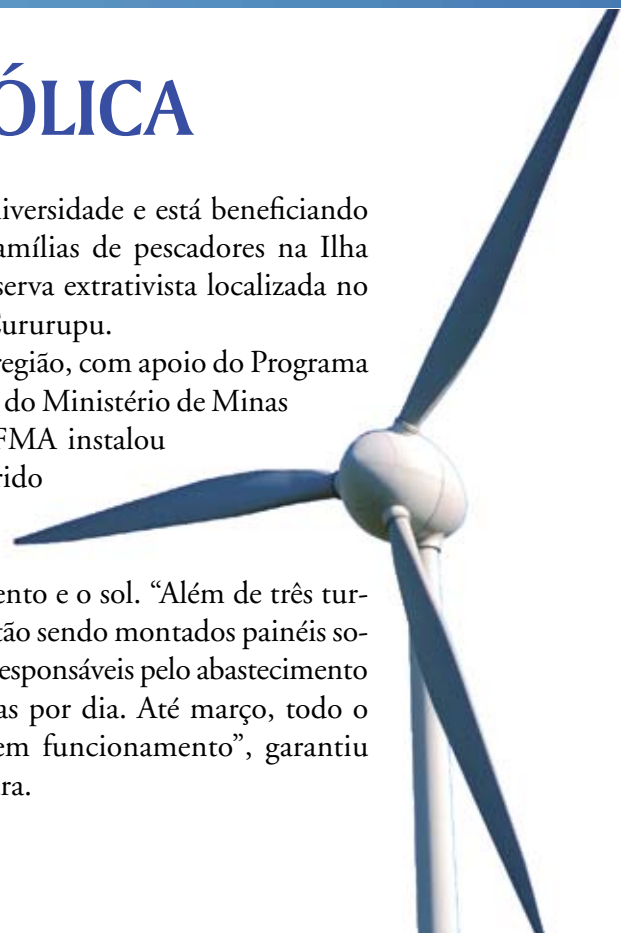 ÓLICA
iversidade e está beneficiando
amílias de pescadores na Ilha
serva extrativista localizada no
Cururupu.
região, com apoio do Programa
do Ministério de Minas
FMA instalou
rido
ento e o sol. “Além de três tur-
tão sendo montados painéis so-
responsáveis pelo abastecimento
as por dia. Até março, todo o
em funcionamento”, garantiu
ra.